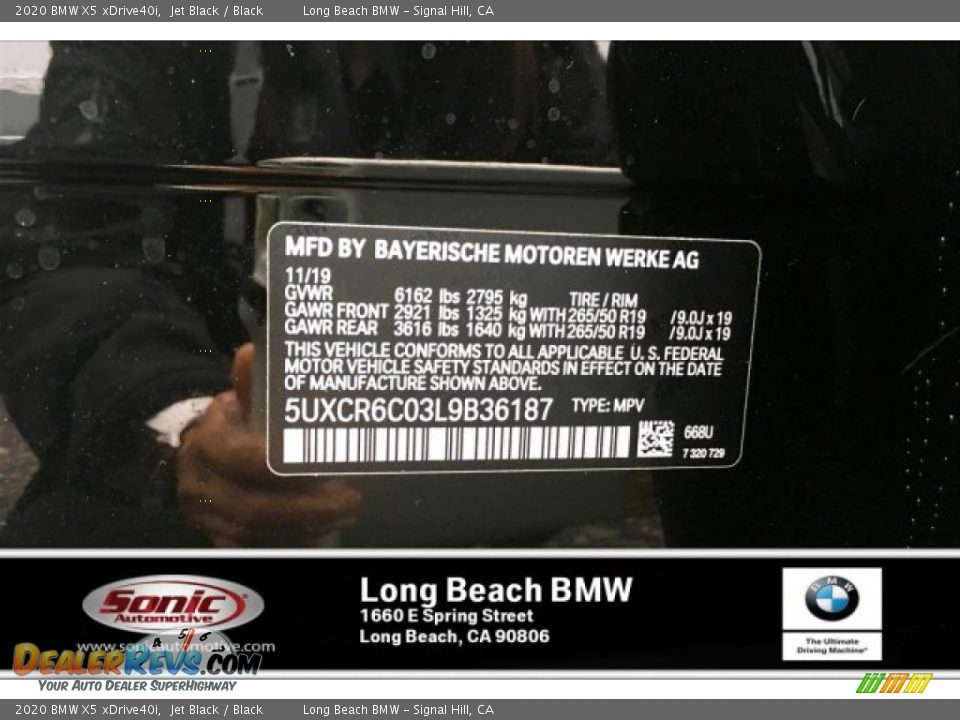 2020 BMW X5 xDrive40i, Jet Black / Black Long Beach BMW - Signal Hill, CA
MFD BY BAYERISCHE MOTOREN WERKE AG
11/19
GVWR 6162 lbs 2795 kg TIRE / RIM
GAWR FRONT 2921 lbs 1325 kg WITH 265/50 R19 /9.0J x 19
GAWR REAR 3616 lbs 1640 kg WITH 265/50 R19 /9.0J x 19
THIS VEHICLE CONFORMS TO ALL APPLICABLE U. S. FEDERAL
MOTOR VEHICLE SAFETY STANDARDS IN EFFECT ON THE DATE
OF MANUFACTURE SHOWN ABOVE.
5UXCR6C03L9B36187 TYPE: MPV
668U
7 320 729
Sonic
Automotive
www.sonicautomotive.com
Long Beach BMW
1660 E Spring Street
Long Beach, CA 90806
BMW
The Ultimate
Driving Machine®
4 5 6
DEALERREVS.COM
YOUR AUTO DEALER SUPERHIGHWAY
2020 BMW X5 xDrive40i, Jet Black / Black Long Beach BMW - Signal Hill, CA